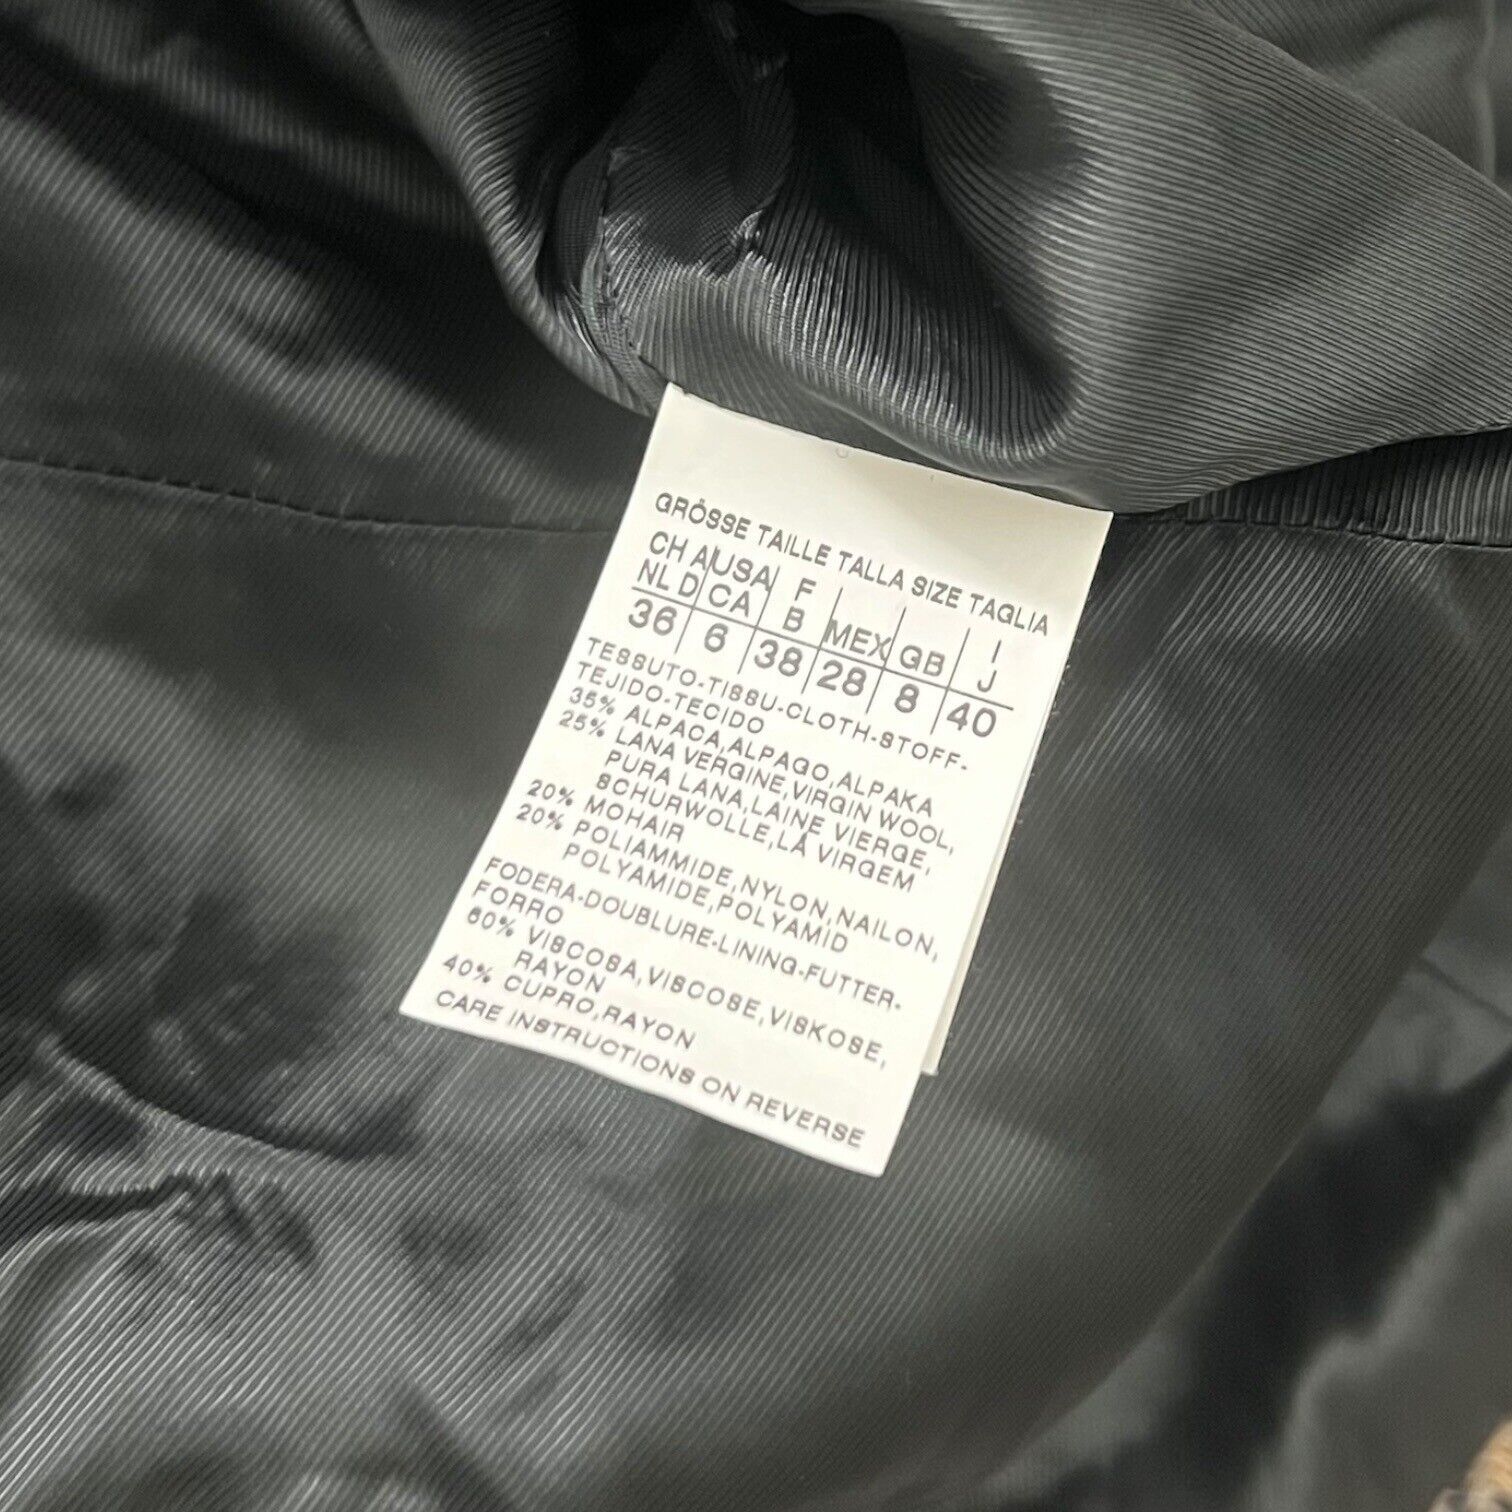 GRÖSSE TAILLE TALLA SIZE TAGLIA
CH A USA F I
NL D CA B MEX GB J
36 6 38 28 8 40
TESSUTO-TISSU-CLOTH-STOFF-
TEJIDO-TECIDO
35% ALPACA,ALPAGO,ALPAKA
25% LANA VERGINE,VIRGIN WOOL,
PURA LANA,LAINE VIERGE,
SCHURWOLLE,LÃ VIRGEM
20% MOHAIR
20% POLIAMMIDE,NYLON,NAILON,
POLYAMIDE,POLYAMID
FODERA-DOUBLURE-LINING-FUTTER-
FORRO
60% VISCOSA,VISCOSE,VISKOSE,
RAYON
40% CUPRO,RAYON
CARE INSTRUCTIONS ON REVERSE